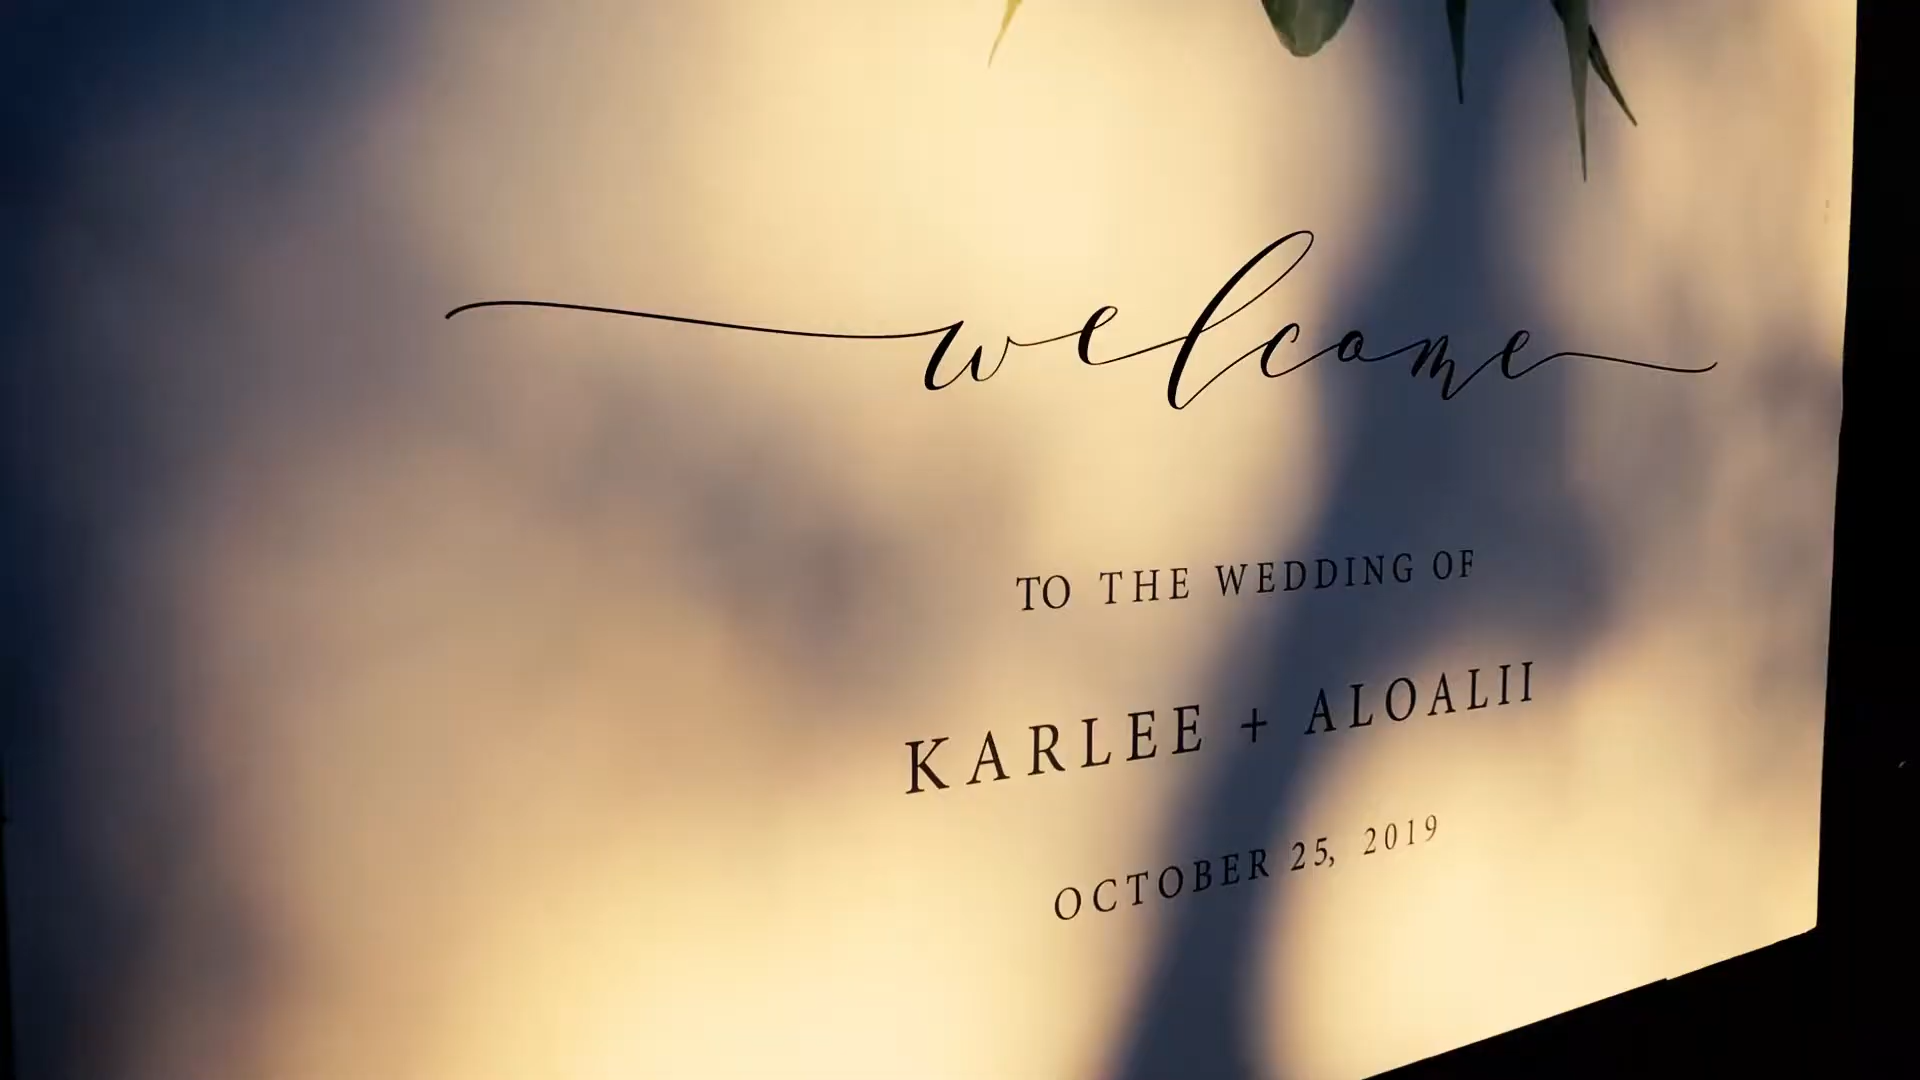 welcome
TO THE WEDDING OF
KARLEE + ALOALII
OCTOBER 25, 2019